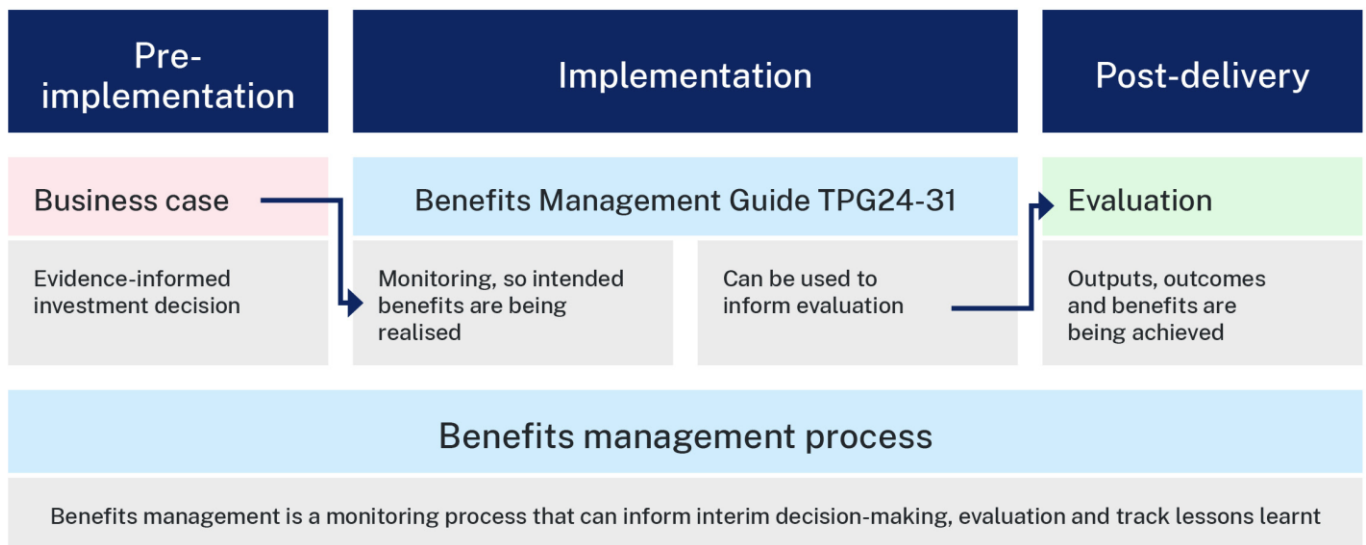 Pre-
implementation
Implementation
Post-delivery
Business case
Benefits Management Guide TPG24-31
Evaluation
Evidence-informed
investment decision
Monitoring, so intended
benefits are being
realised
Can be used to
inform evaluation
Outputs, outcomes
and benefits are
being achieved
Benefits management process
Benefits management is a monitoring process that can inform interim decision-making, evaluation and track lessons learnt